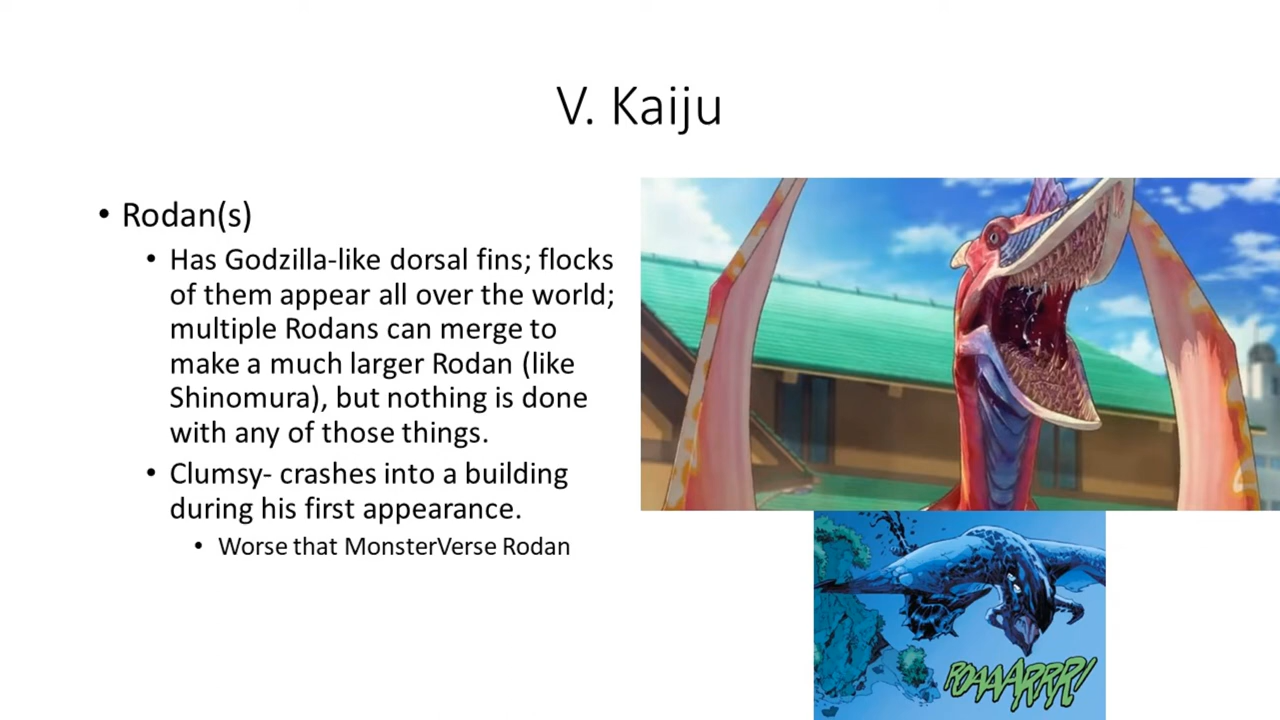 V. Kaiju
• Rodan(s)
• Has Godzilla-like dorsal fins; flocks
of them appear all over the world;
multiple Rodans can merge to
make a much larger Rodan (like
Shinomura), but nothing is done
with any of those things.
• Clumsy- crashes into a building
during his first appearance.
• Worse that MonsterVerse Rodan
ROAAARRR!